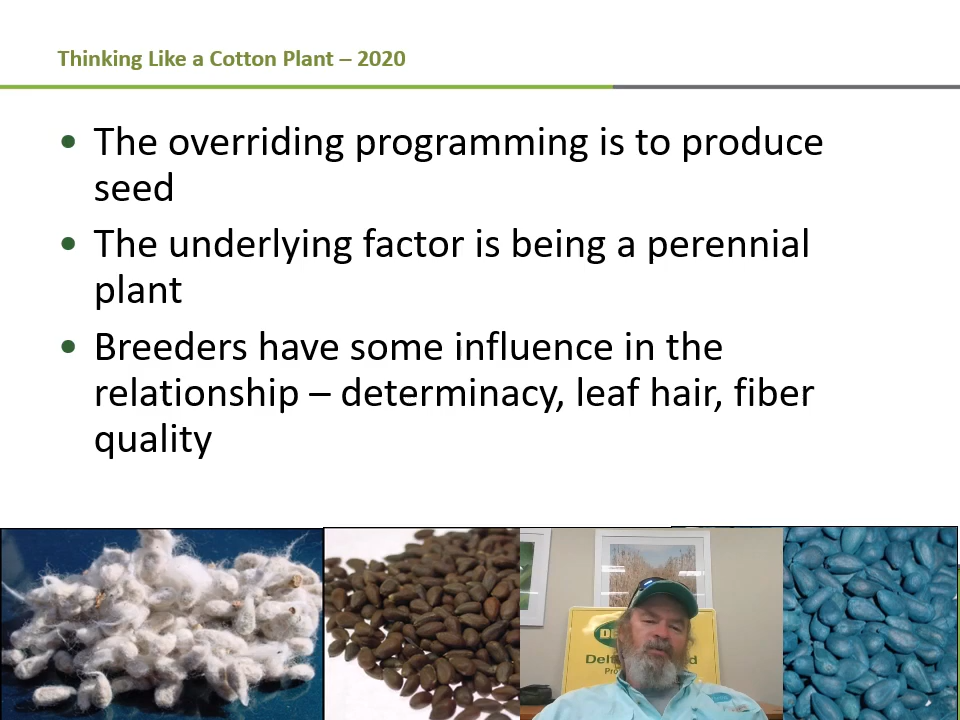 Thinking Like a Cotton Plant – 2020
• The overriding programming is to produce
seed
• The underlying factor is being a perennial
plant
• Breeders have some influence in the
relationship – determinacy, leaf hair, fiber
quality